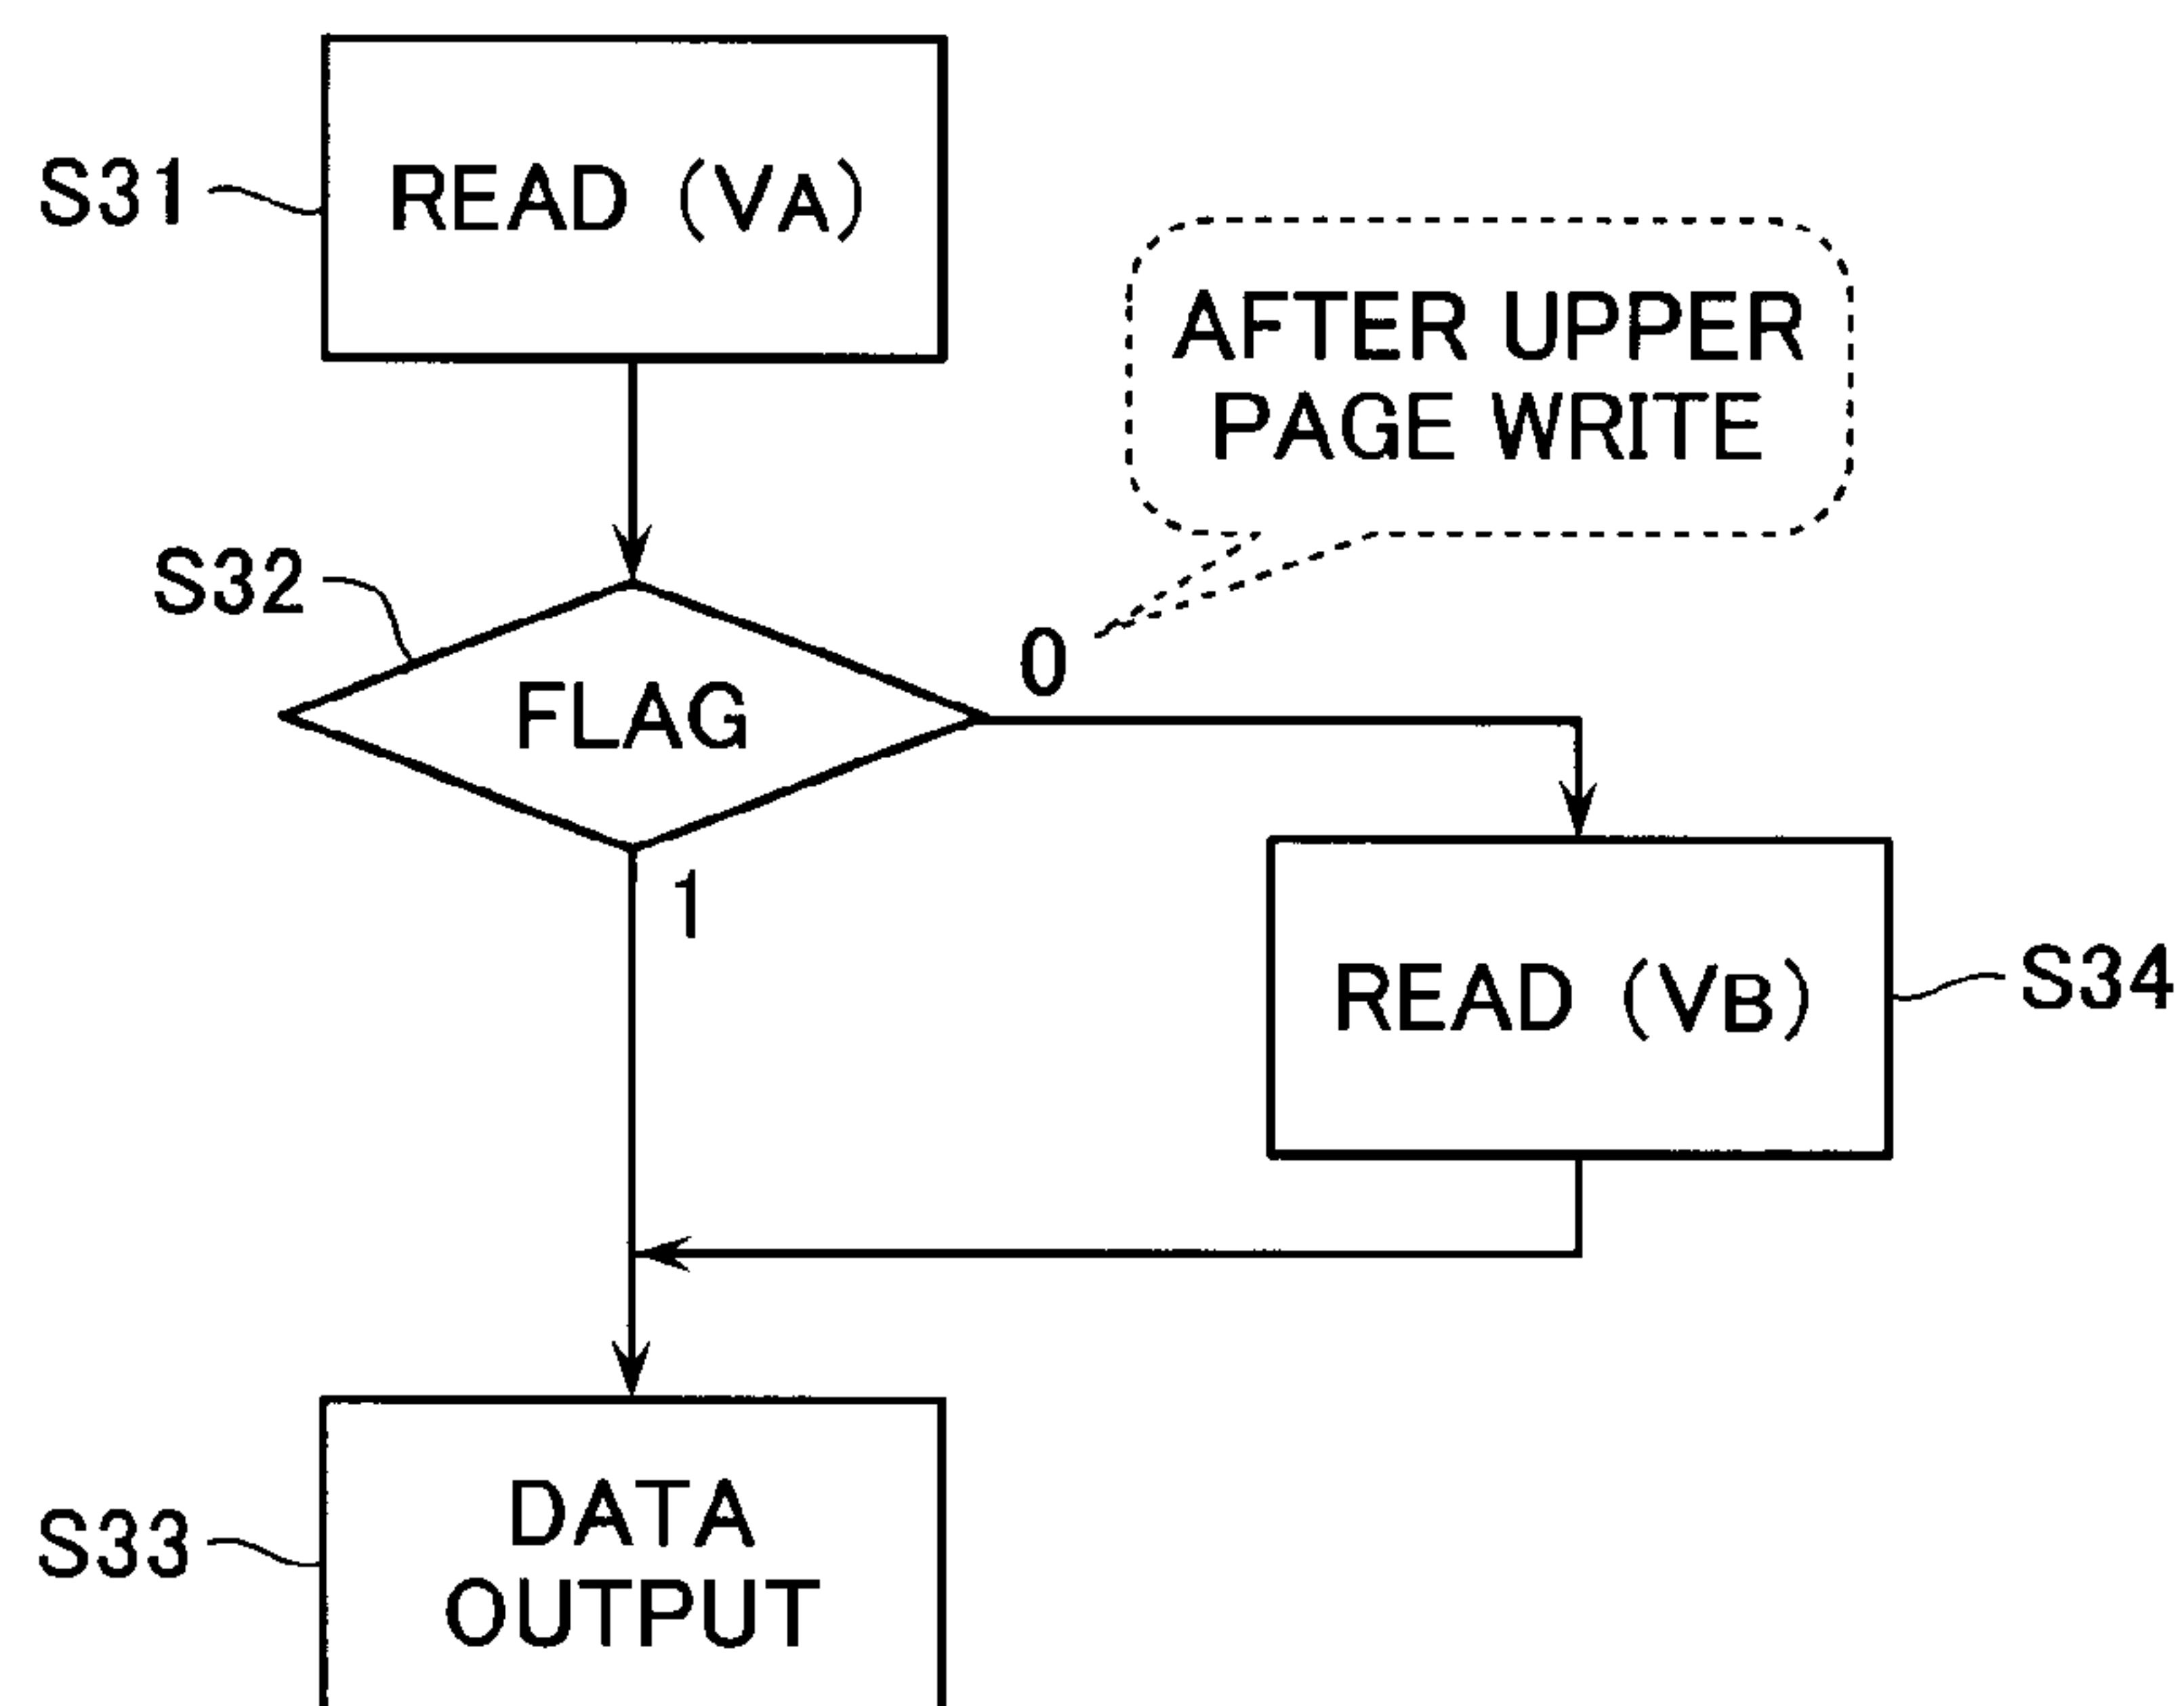 S31
READ (VA)
AFTER UPPER
PAGE WRITE
S32
FLAG
0
1
READ (VB)
S34
S33
DATA
OUTPUT